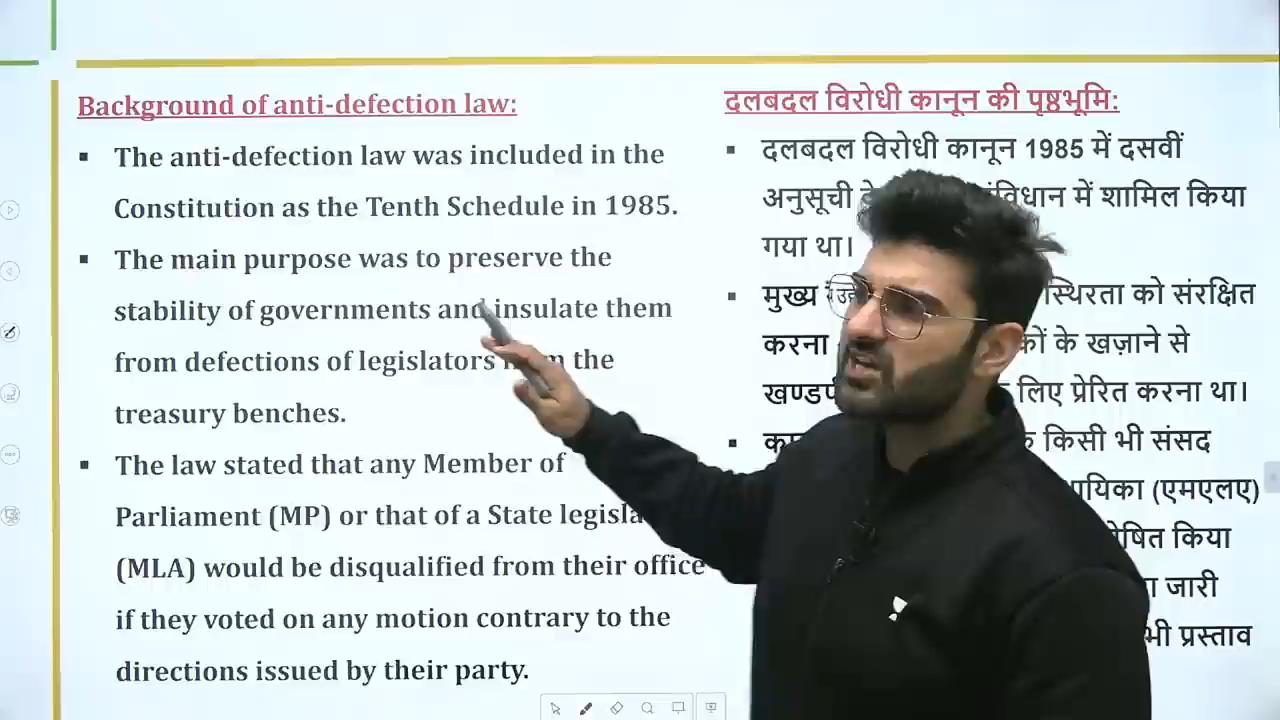 Background of anti-defection law:
▪ The anti-defection law was included in the
Constitution as the Tenth Schedule in 1985.
▪ The main purpose was to preserve the
stability of governments and insulate them
from defections of legislators the
treasury benches.
▪ The law stated that any Member of
Parliament (MP) or that of a State
(MLA) would be disqualified from their office
if they voted on any motion contrary to the
directions issued by their party.
दलबदल विरोधी कानून की पृष्ठभूमि:
▪ दलबदल विरोधी कानून 1985 में दसवीं
अनुसूची संविधान में शामिल किया
गया था।
▪ मुख्य स्थिरता को संरक्षित
करना के खज़ाने से
लिए प्रेरित करना था।
▪ किसी भी संसद
(एमएलए)
किया
जारी
भी प्रस्ताव